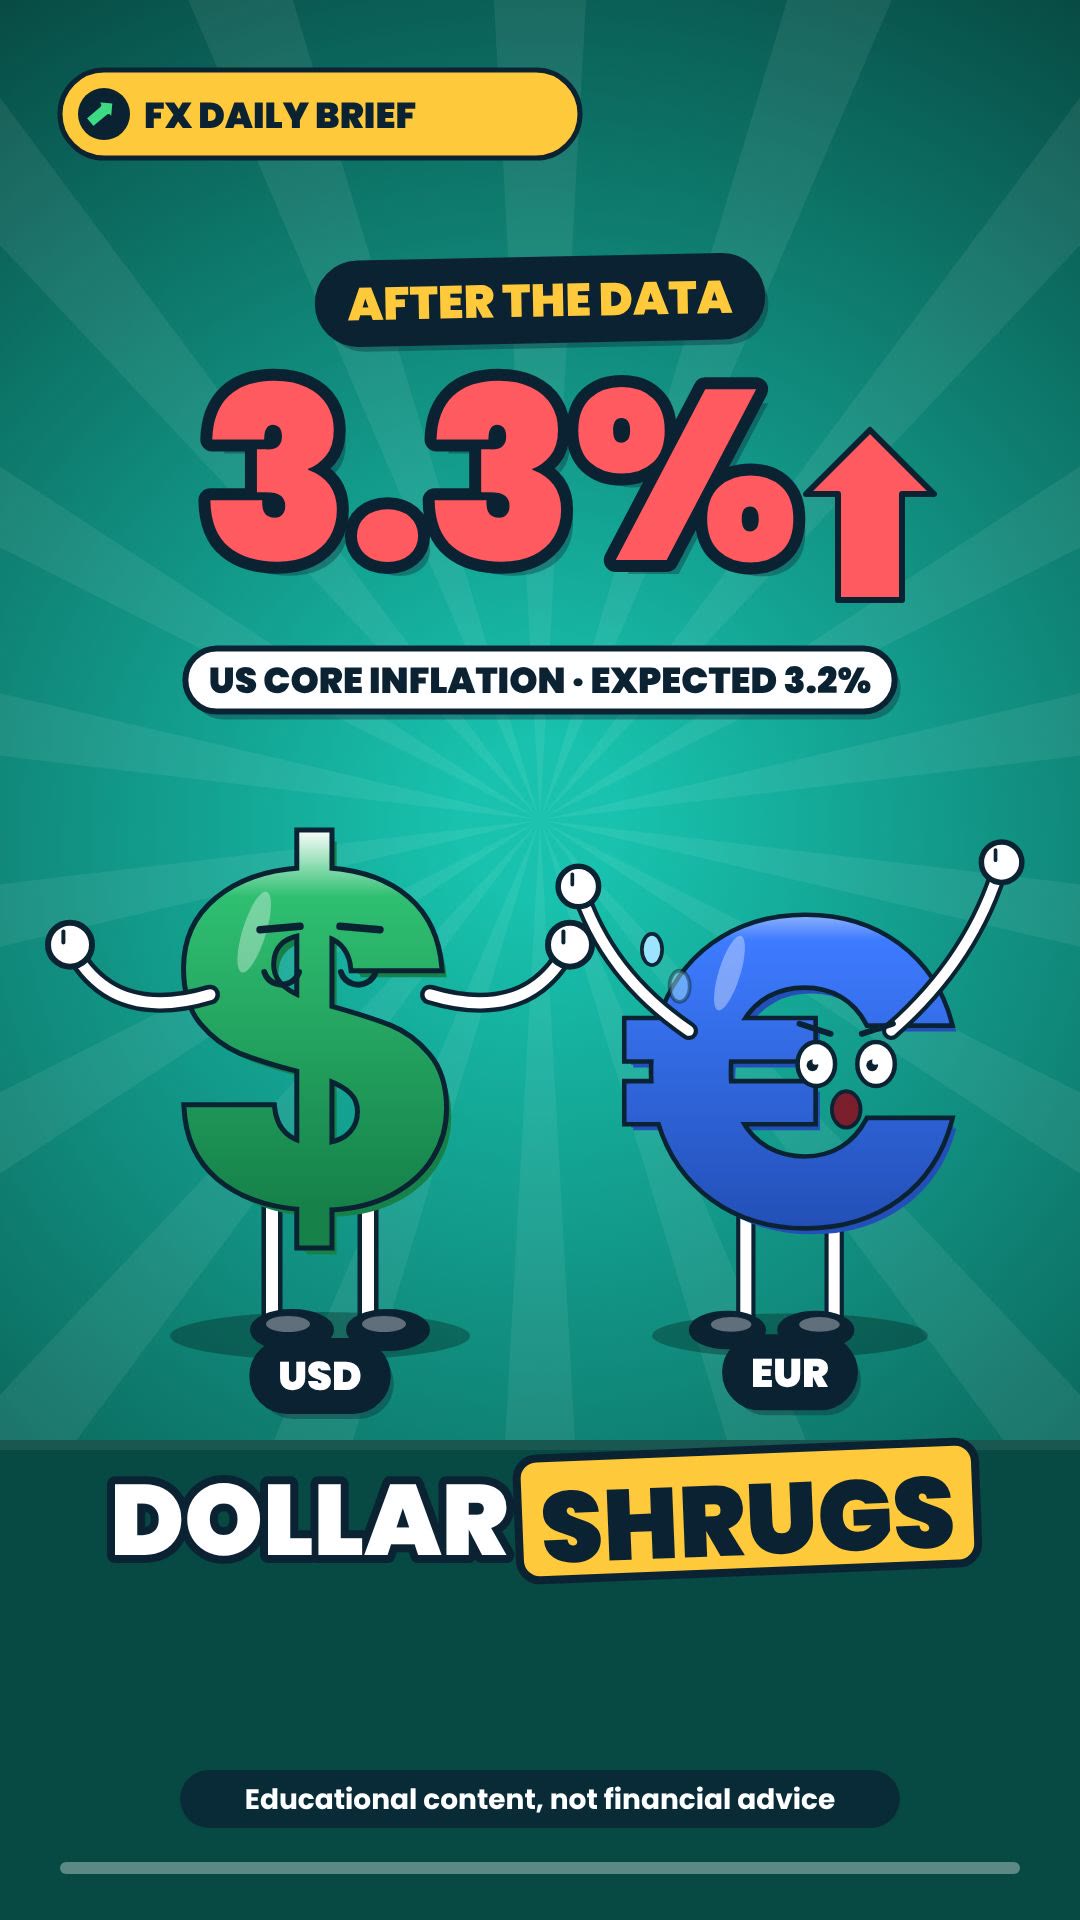 FX DAILY BRIEF
AFTER THE DATA
3.3%
US CORE INFLATION · EXPECTED 3.2%
$ €
USD EUR
DOLLAR SHRUGS
Educational content, not financial advice